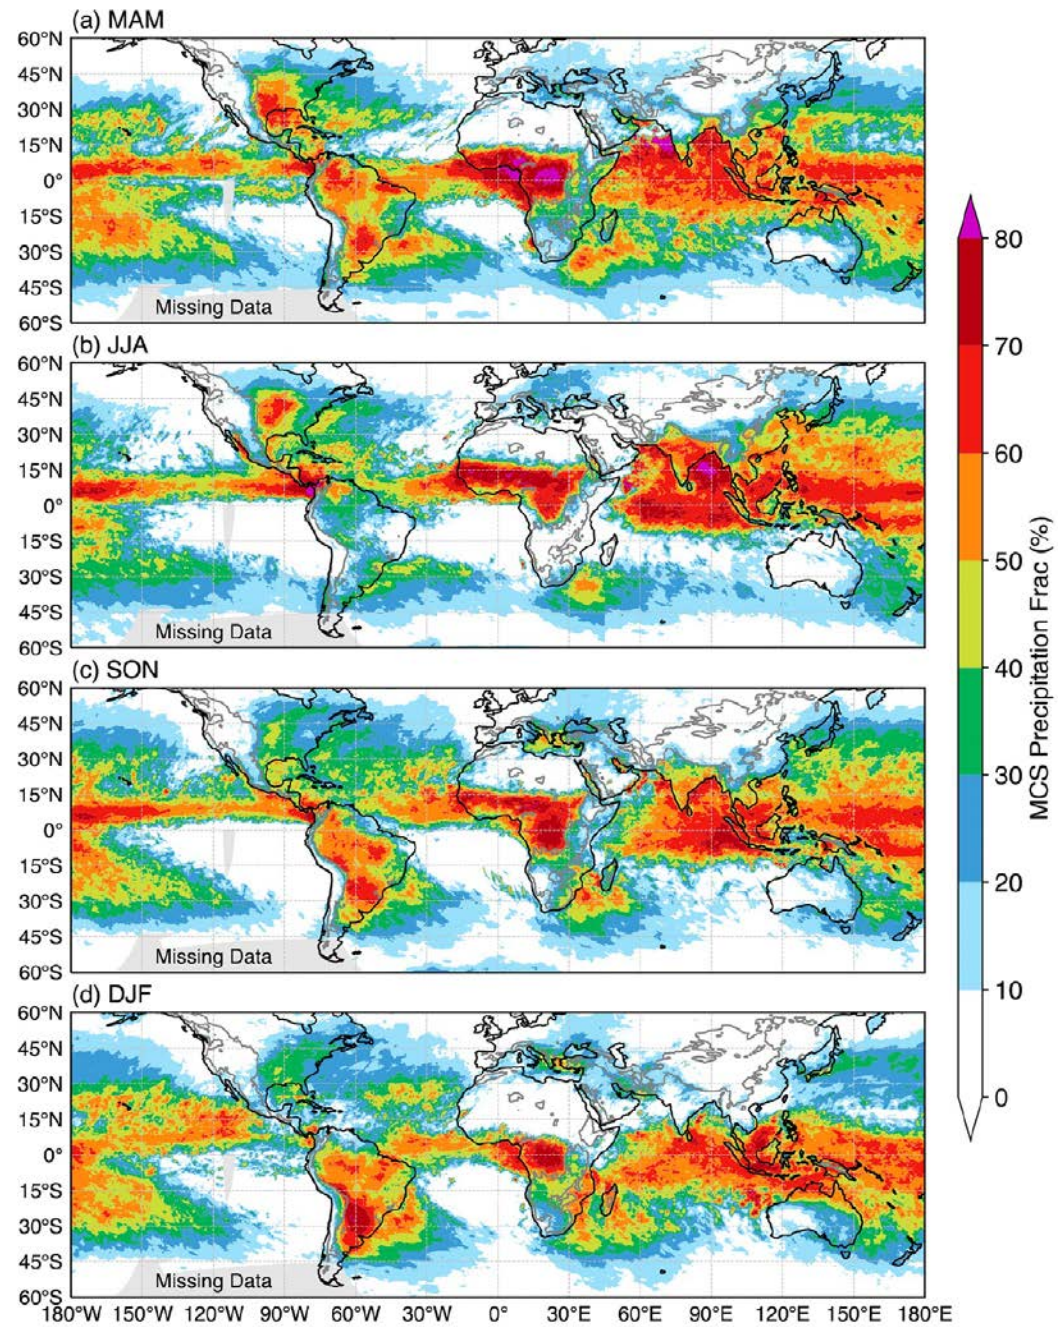 (a) MAM
60°N
45°N
30°N
15°N
0°
15°S
30°S
45°S
60°S
Missing Data
(b) JJA
60°N
45°N
30°N
15°N
0°
15°S
30°S
45°S
60°S
Missing Data
(c) SON
60°N
45°N
30°N
15°N
0°
15°S
30°S
45°S
60°S
Missing Data
(d) DJF
60°N
45°N
30°N
15°N
0°
15°S
30°S
45°S
60°S
Missing Data
180°W 150°W 120°W 90°W 60°W 30°W 0° 30°E 60°E 90°E 120°E 150°E 180°E
80
70
60
50
40
30
20
10
0
MCS Precipitation Frac (%)